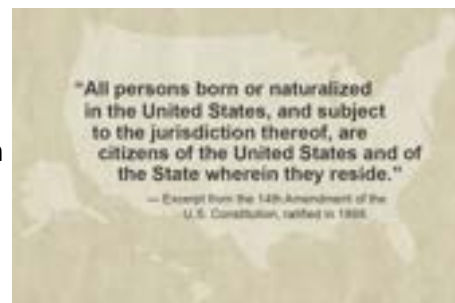 “All persons born or naturalized
in the United States, and subject
to the jurisdiction thereof, are
citizens of the United States and of
the State wherein they reside.”
— Excerpt from the 14th Amendment of the
U.S. Constitution, ratified in 1868